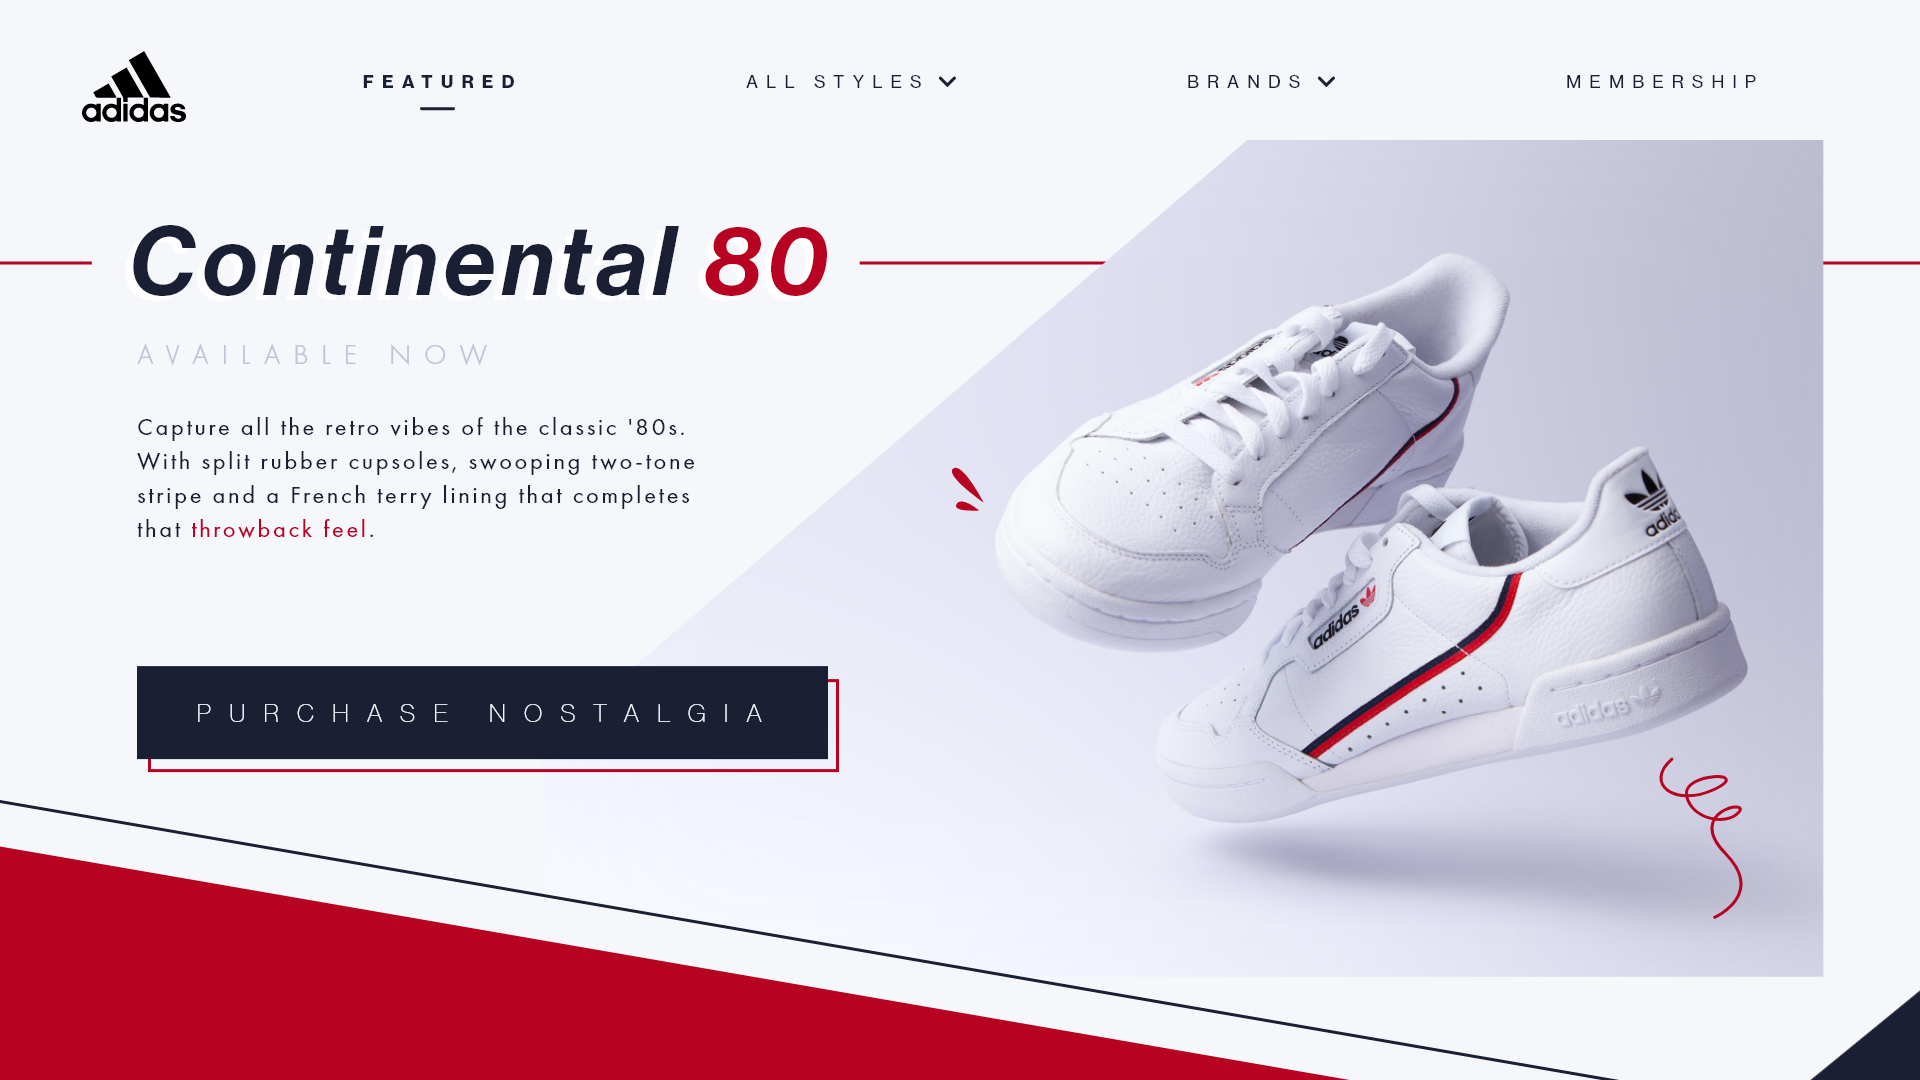 adidas
FEATURED
ALL STYLES
BRANDS
MEMBERSHIP
Continental 80
AVAILABLE NOW
Capture all the retro vibes of the classic '80s.
With split rubber cupsoles, swooping two-tone
stripe and a French terry lining that completes
that throwback feel.
PURCHASE NOSTALGIA
adidas
adidas